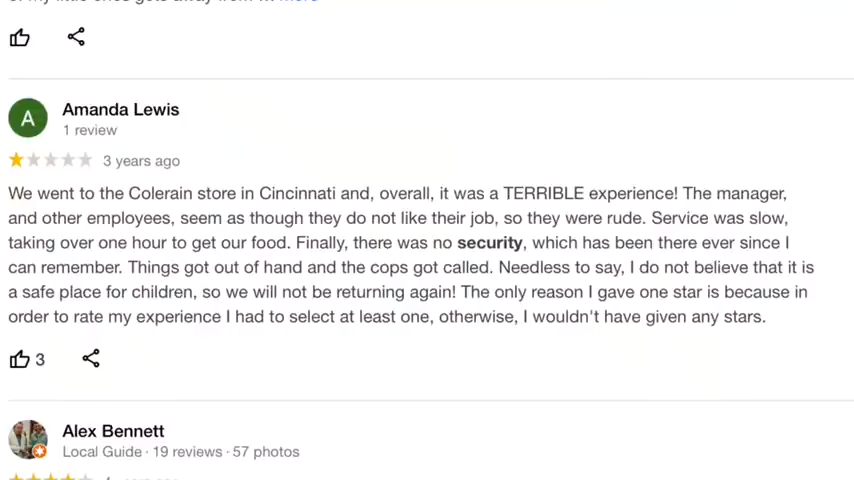 Amanda Lewis
1 review
3 years ago
We went to the Colerain store in Cincinnati and, overall, it was a TERRIBLE experience! The manager,
and other employees, seem as though they do not like their job, so they were rude. Service was slow,
taking over one hour to get our food. Finally, there was no security, which has been there ever since I
can remember. Things got out of hand and the cops got called. Needless to say, I do not believe that it is
a safe place for children, so we will not be returning again! The only reason I gave one star is because in
order to rate my experience I had to select at least one, otherwise, I wouldn't have given any stars.
3
Alex Bennett
Local Guide · 19 reviews · 57 photos